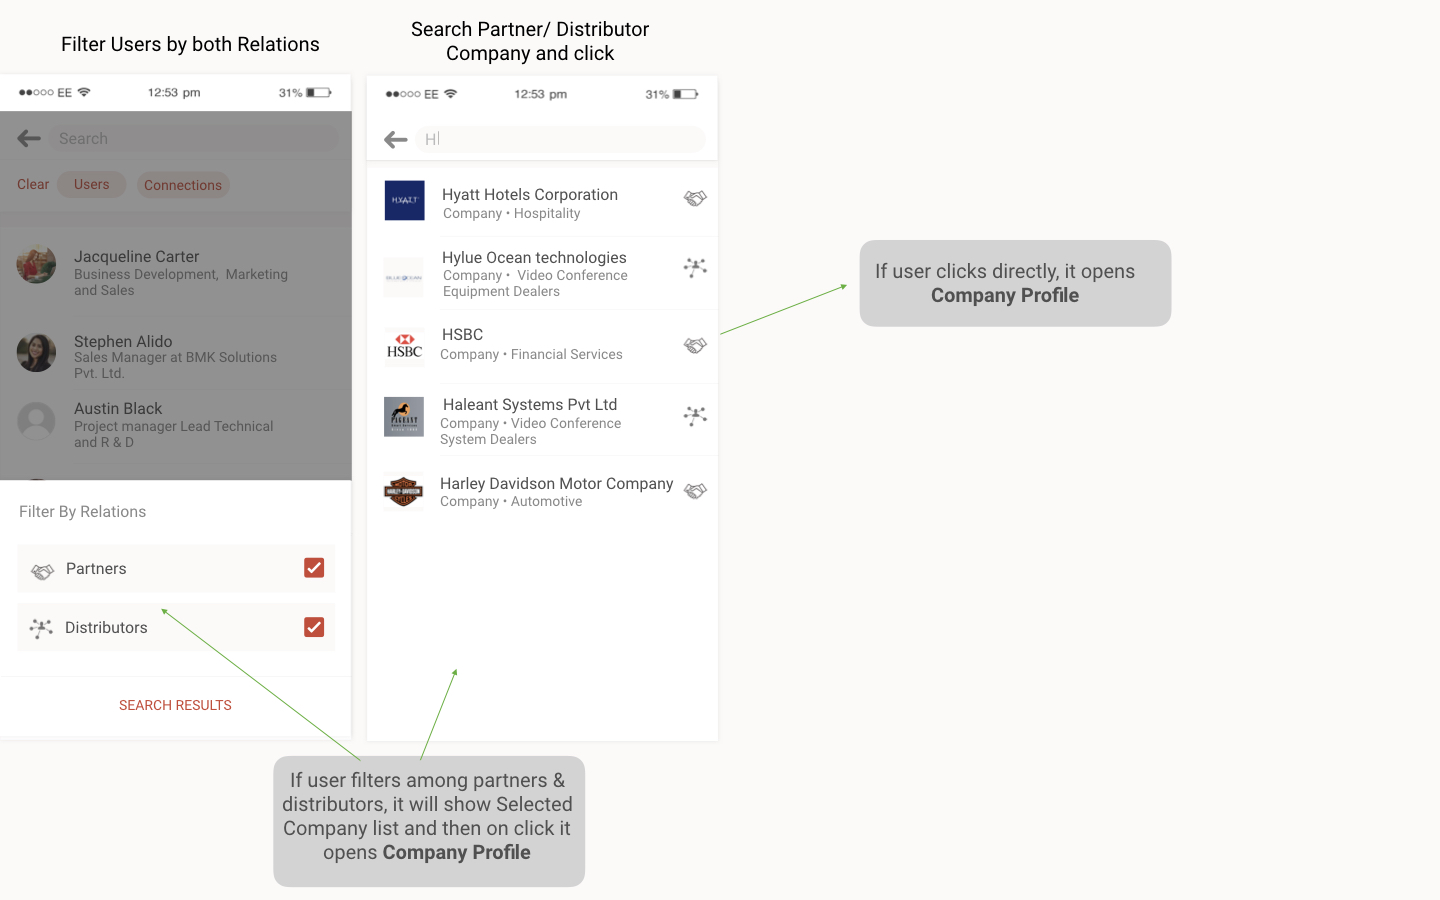 Filter Users by both Relations
Search Partner/ Distributor
Company and click
EE 12:53 pm 31%
Search
Clear Users Connections
Jacqueline Carter
Business Development, Marketing
and Sales
Stephen Alido
Sales Manager at BMK Solutions
Pvt. Ltd.
Austin Black
Project manager Lead Technical
and R & D
Filter By Relations
Partners
Distributors
SEARCH RESULTS
EE 12:53 pm 31%
H
HYATT
Hyatt Hotels Corporation
Company • Hospitality
BLUE OCEAN
Hylue Ocean technologies
Company • Video Conference
Equipment Dealers
HSBC
HSBC
Company • Financial Services
PAGEANT
Haleant Systems Pvt Ltd
Company • Video Conference
System Dealers
HARLEY-DAVIDSON
Harley Davidson Motor Company
Company • Automotive
If user clicks directly, it opens
Company Profile
If user filters among partners &
distributors, it will show Selected
Company list and then on click it
opens Company Profile